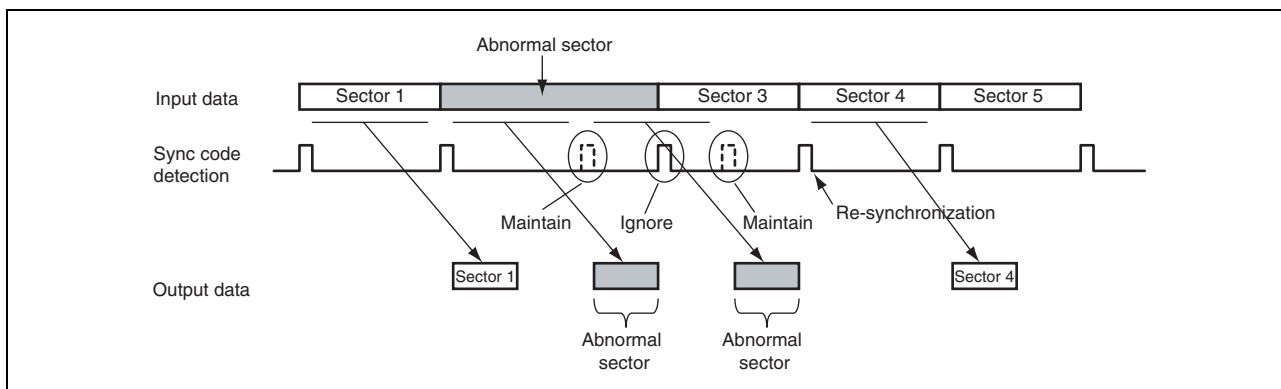 Abnormal sector
Input data
Sector 1
Sector 3
Sector 4
Sector 5
Sync code
detection
Maintain
Ignore
Maintain
Re-synchronization
Output data
Sector 1
Sector 4
Abnormal
sector
Abnormal
sector